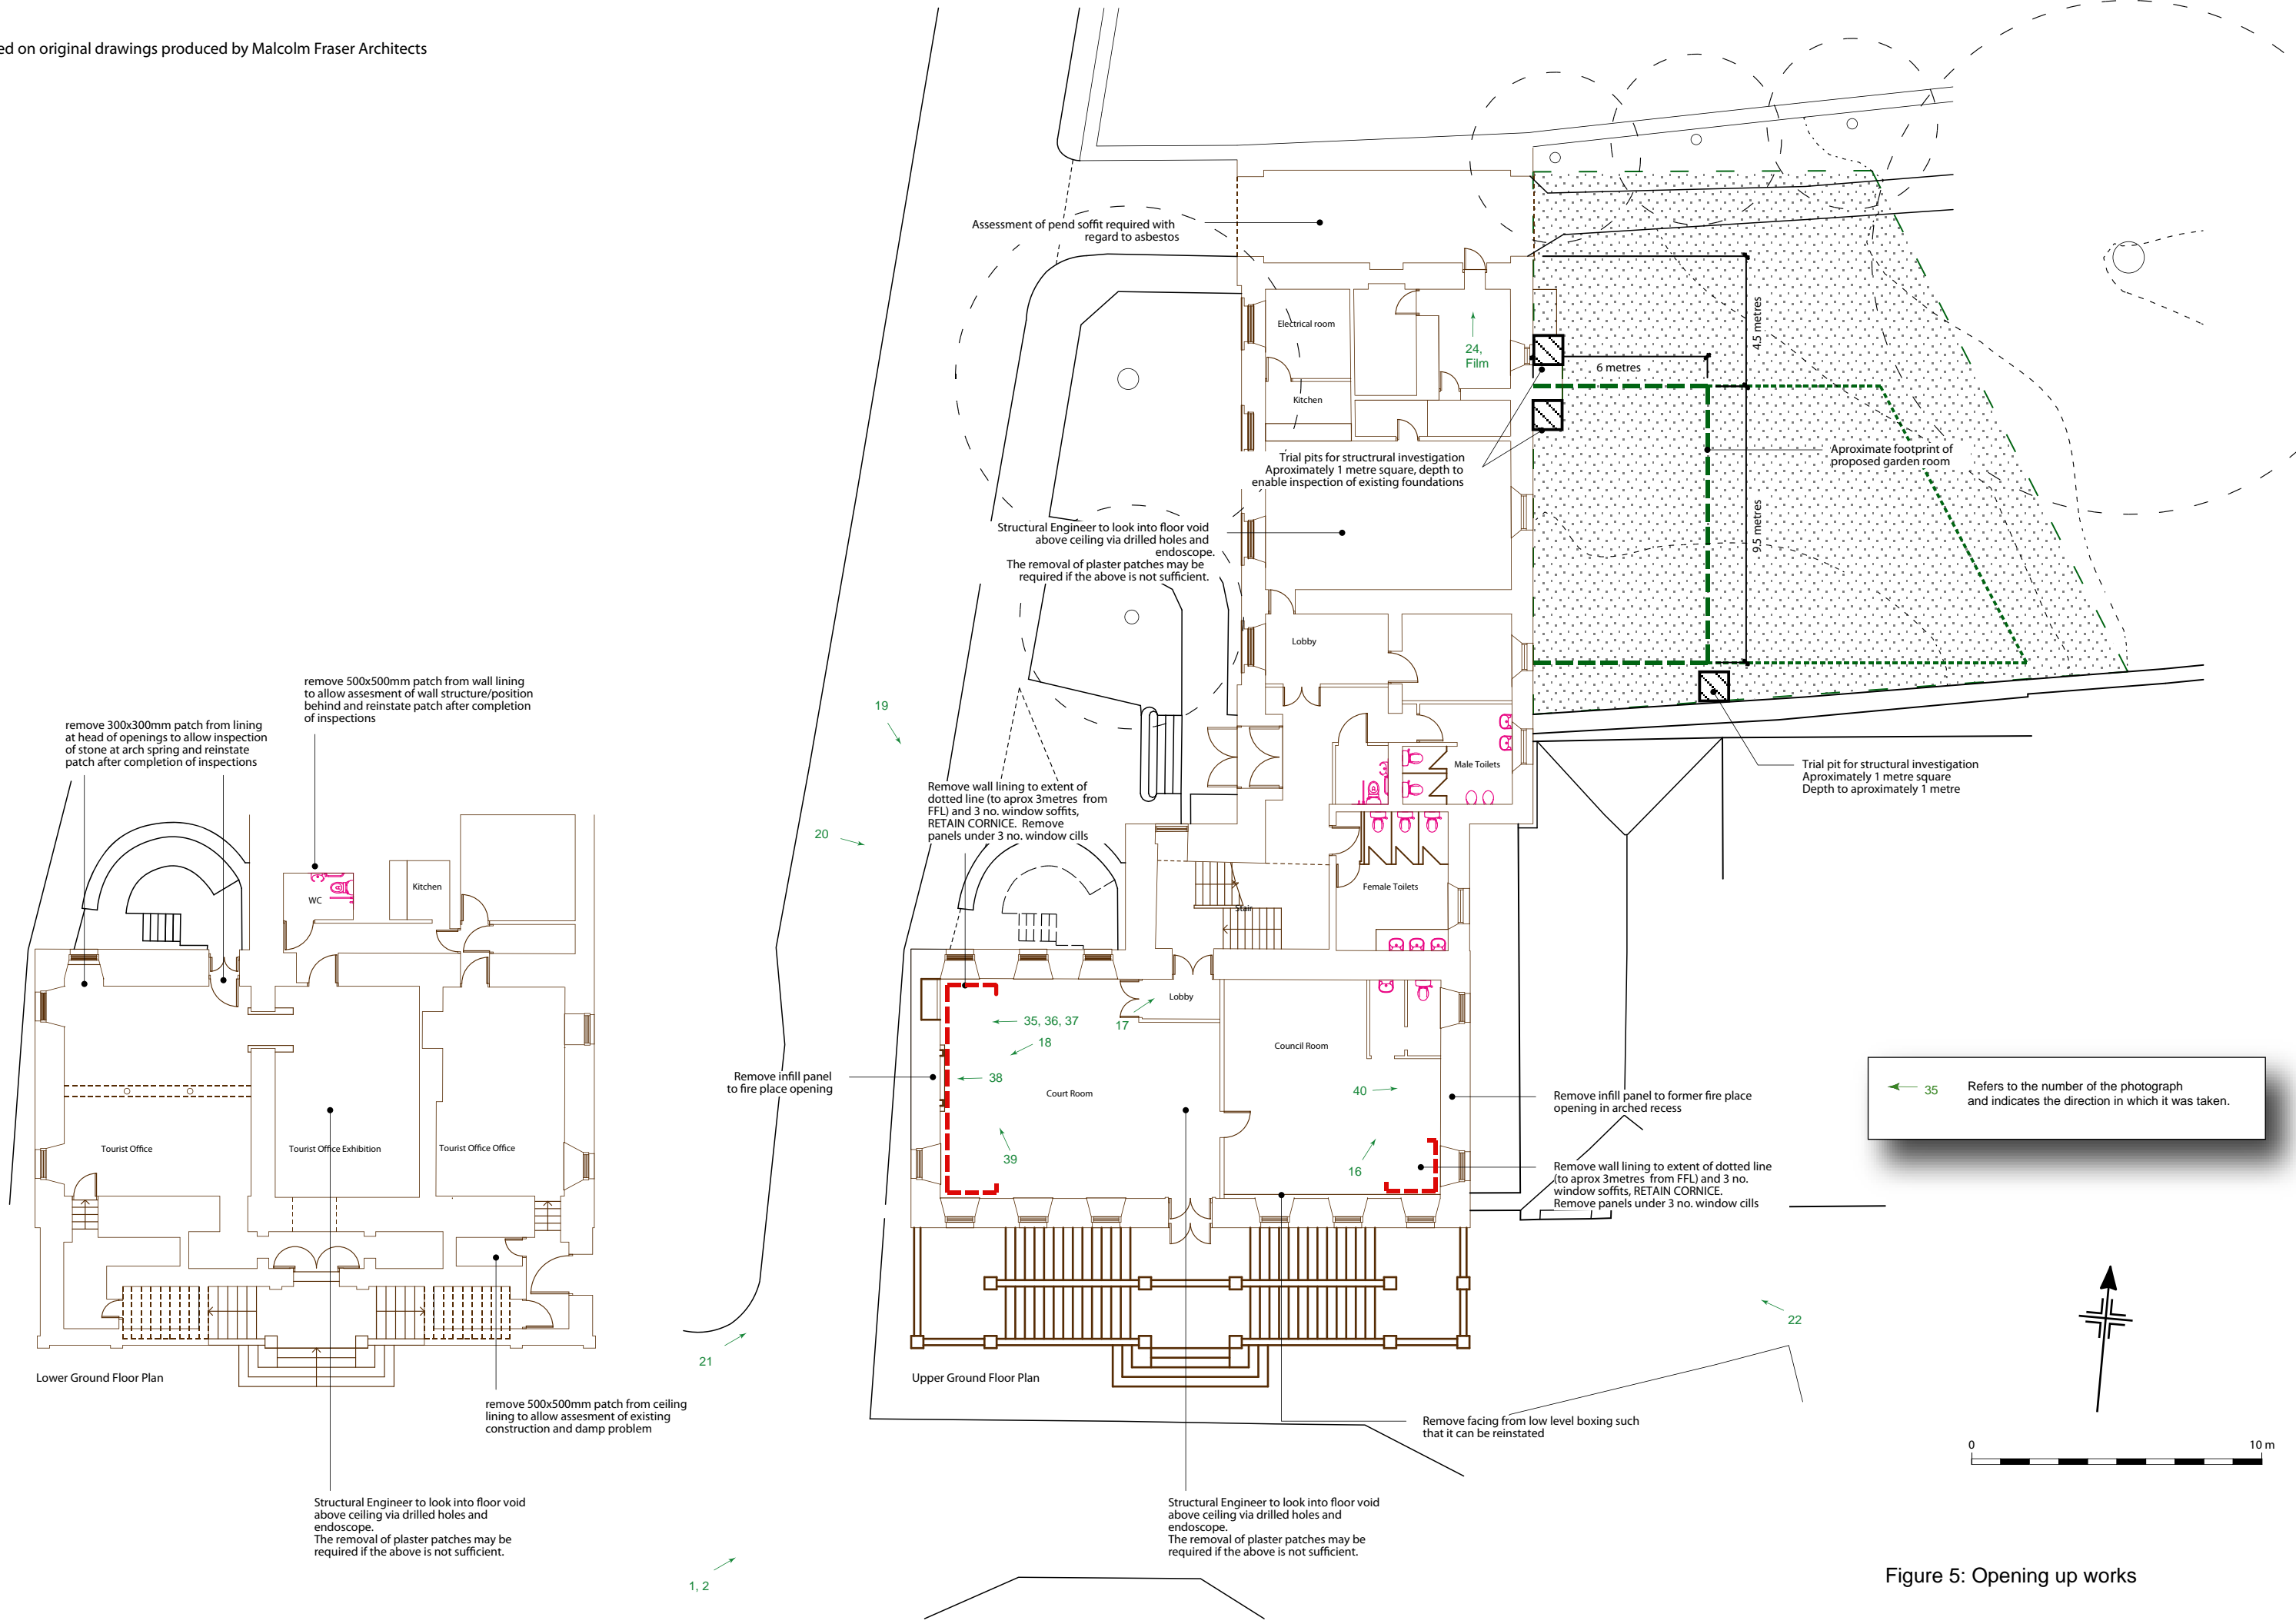 ed on original drawings produced by Malcolm Fraser Architects
Assessment of pend soffit required with
regard to asbestos
Electrical room
24,
Film
Kitchen
6 metres
4.5 metres
Trial pits for structrural investigation
Aproximately 1 metre square, depth to
enable inspection of existing foundations
Aproximate footprint of
proposed garden room
9.5 metres
Structural Engineer to look into floor void
above ceiling via drilled holes and
endoscope.
The removal of plaster patches may be
required if the above is not sufficient.
Lobby
remove 500x500mm patch from wall lining
to allow assesment of wall structure/position
behind and reinstate patch after completion
of inspections
remove 300x300mm patch from lining
at head of openings to allow inspection
of stone at arch spring and reinstate
patch after completion of inspections
19
20
Remove wall lining to extent of
dotted line (to aprox 3metres from
FFL) and 3 no. window soffits,
RETAIN CORNICE. Remove
panels under 3 no. window cills
Male Toilets
Trial pit for structural investigation
Aproximately 1 metre square
Depth to aproximately 1 metre
WC
Kitchen
Female Toilets
Stair
Lobby
17
35, 36, 37
18
38
Court Room
39
Council Room
40
16
Remove infill panel
to fire place opening
Remove infill panel to former fire place
opening in arched recess
Remove wall lining to extent of dotted line
(to aprox 3metres from FFL) and 3 no.
window soffits, RETAIN CORNICE.
Remove panels under 3 no. window cills
35
Refers to the number of the photograph
and indicates the direction in which it was taken.
Tourist Office
Tourist Office Exhibition
Tourist Office Office
22
21
Lower Ground Floor Plan
Upper Ground Floor Plan
remove 500x500mm patch from ceiling
lining to allow assesment of existing
construction and damp problem
Remove facing from low level boxing such
that it can be reinstated
0
10 m
Structural Engineer to look into floor void
above ceiling via drilled holes and
endoscope.
The removal of plaster patches may be
required if the above is not sufficient.
Structural Engineer to look into floor void
above ceiling via drilled holes and
endoscope.
The removal of plaster patches may be
required if the above is not sufficient.
1, 2
Figure 5: Opening up works